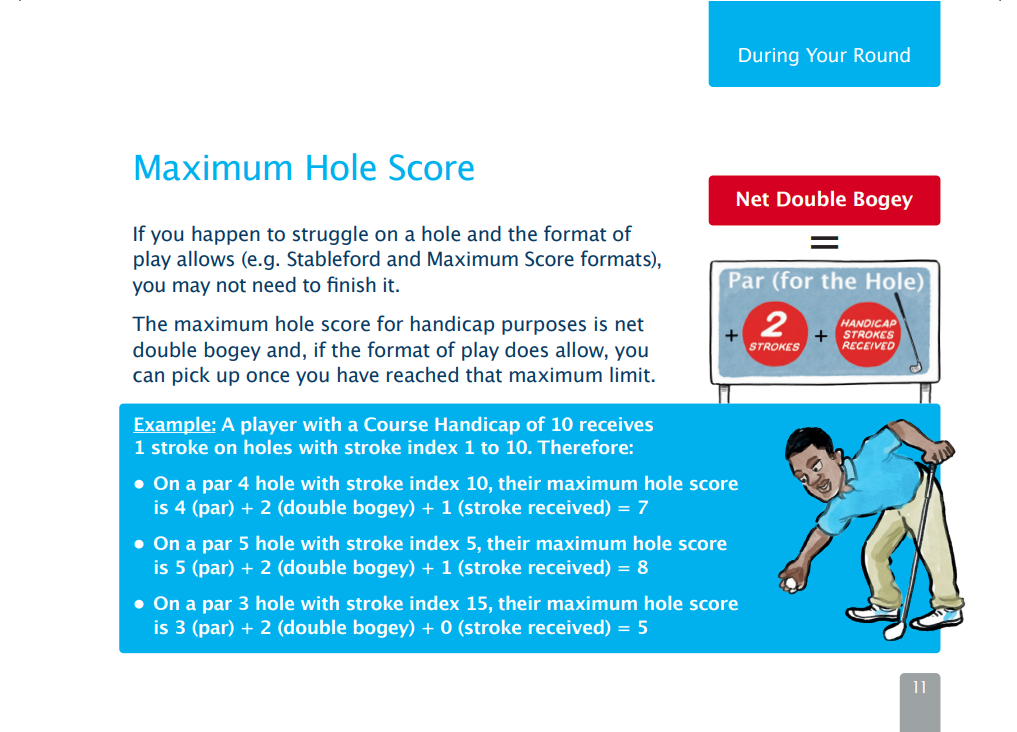 During Your Round
Maximum Hole Score
If you happen to struggle on a hole and the format of
play allows (e.g. Stableford and Maximum Score formats),
you may not need to finish it.
The maximum hole score for handicap purposes is net
double bogey and, if the format of play does allow, you
can pick up once you have reached that maximum limit.
Net Double Bogey
=
Par (for the Hole)
+ 2 STROKES + HANDICAP STROKES RECEIVED
Example: A player with a Course Handicap of 10 receives
1 stroke on holes with stroke index 1 to 10. Therefore:
• On a par 4 hole with stroke index 10, their maximum hole score
is 4 (par) + 2 (double bogey) + 1 (stroke received) = 7
• On a par 5 hole with stroke index 5, their maximum hole score
is 5 (par) + 2 (double bogey) + 1 (stroke received) = 8
• On a par 3 hole with stroke index 15, their maximum hole score
is 3 (par) + 2 (double bogey) + 0 (stroke received) = 5
11